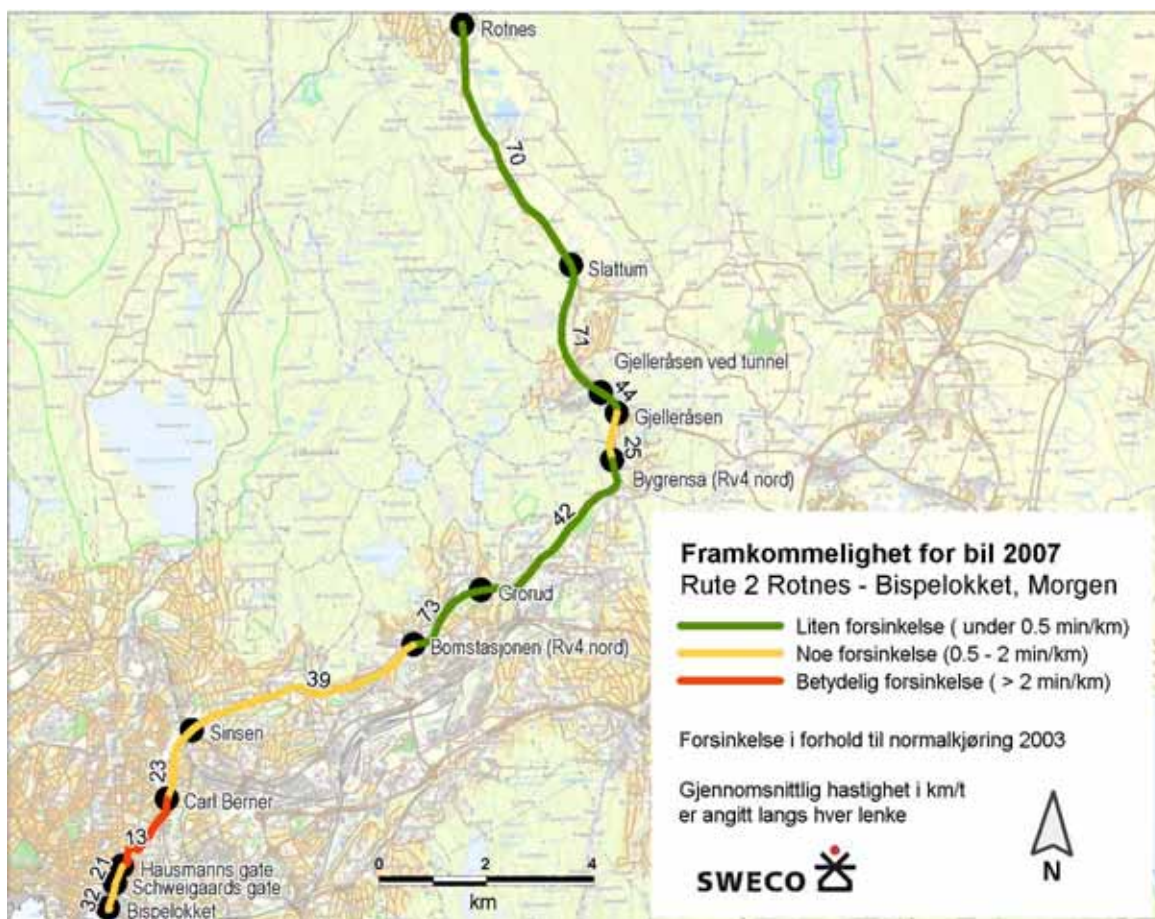 Rotnes
70
Slattum
71
Gjelleråsen ved tunnel
44
Gjelleråsen
25
Bygrensa (Rv4 nord)
42
Grorud
73
Bomstasjonen (Rv4 nord)
39
Sinsen
23
Carl Berner
13
Hausmanns gate
21
Schweigaards gate
32
Bispelokket
Framkommelighet for bil 2007
Rute 2 Rotnes - Bispelokket, Morgen
Liten forsinkelse ( under 0.5 min/km)
Noe forsinkelse (0.5 - 2 min/km)
Betydelig forsinkelse ( > 2 min/km)
Forsinkelse i forhold til normalkjøring 2003
Gjennomsnittlig hastighet i km/t
er angitt langs hver lenke
0 2 4
km
SWECO
N